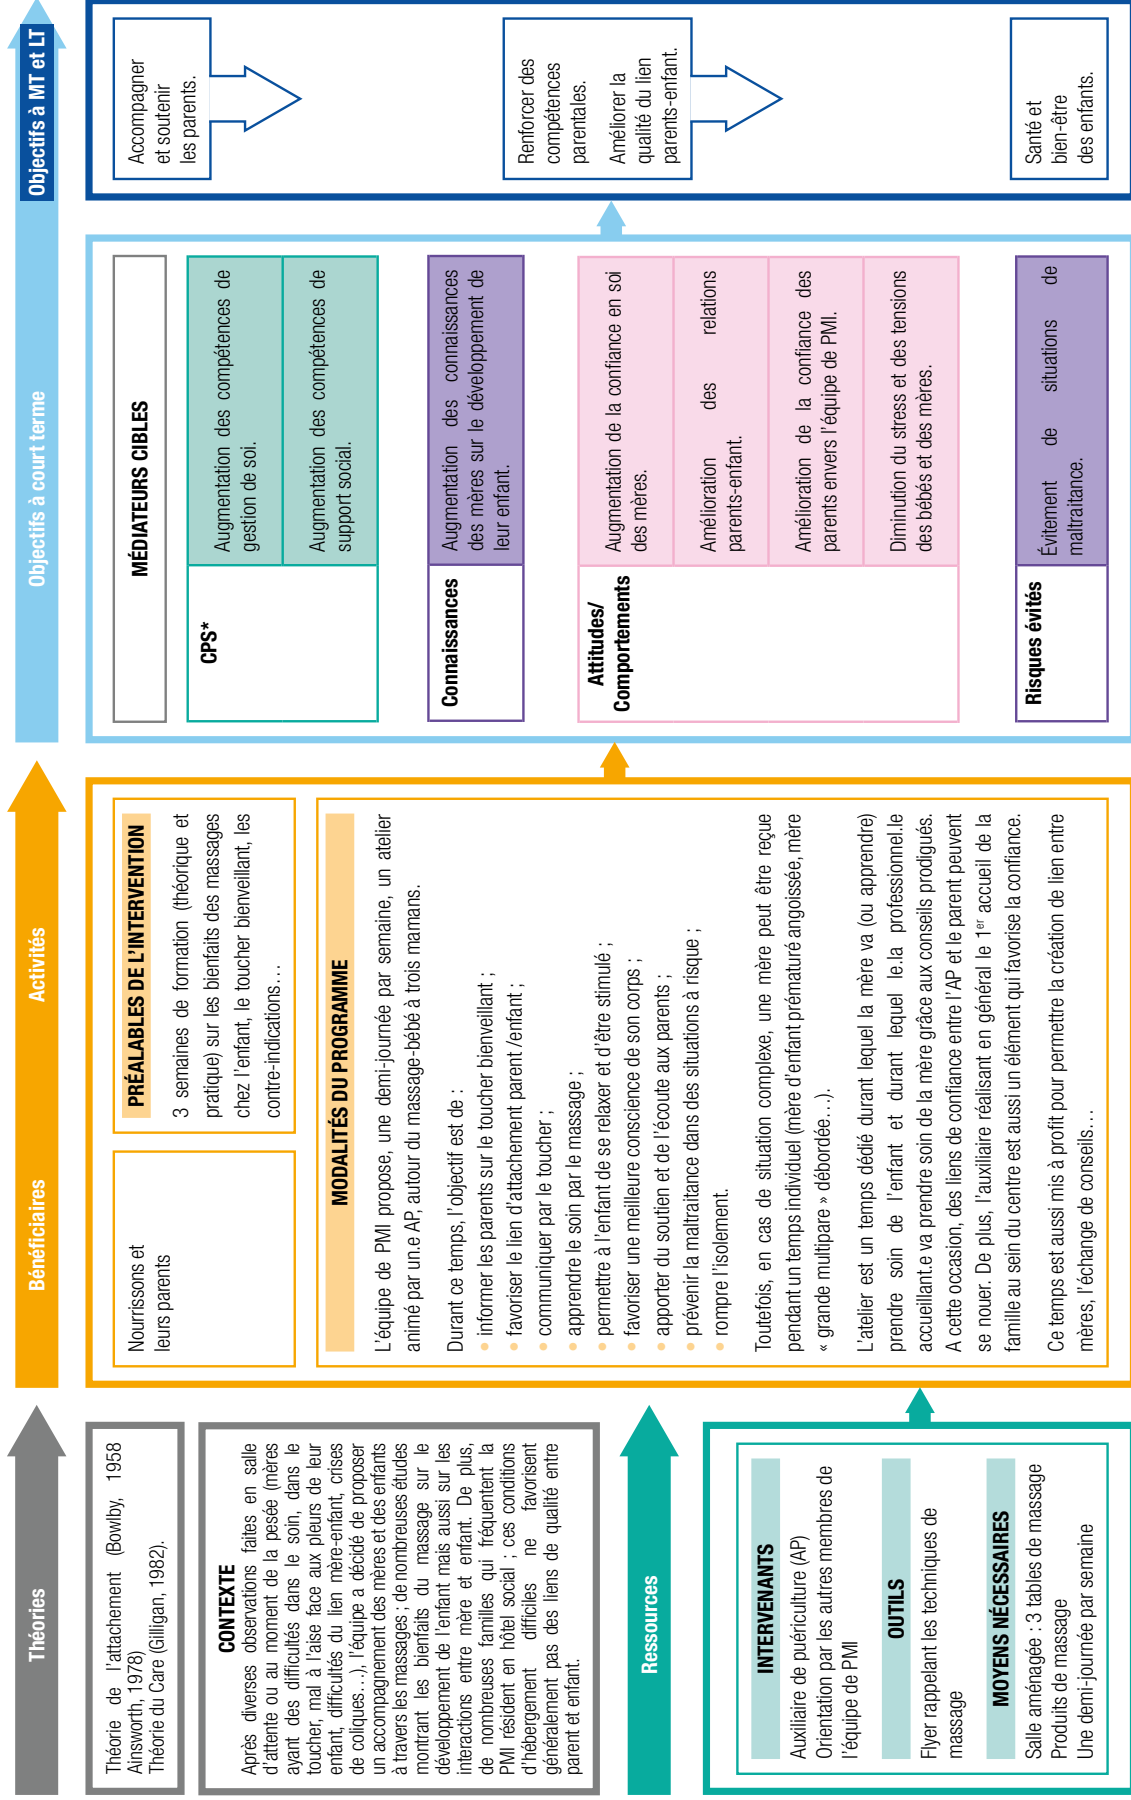 Théories
Théorie de l'attachement (Bowlby, 1958
Ainsworth, 1978)
Théorie du Care (Gilligan, 1982).
CONTEXTE
Après diverses observations faites en salle
d'attente ou au moment de la pesée (mères
ayant des difficultés dans le soin, dans le
toucher, mal à l'aise face aux pleurs de leur
enfant, difficultés du lien mère-enfant, crises
de coliques…), l'équipe a décidé de proposer
un accompagnement des mères et des enfants
à travers les massages ; de nombreuses études
montrant les bienfaits du massage sur le
développement de l'enfant mais aussi sur les
interactions entre mère et enfant. De plus,
de nombreuses familles qui fréquentent la
PMI résident en hôtel social ; ces conditions
d'hébergement difficiles ne favorisent
généralement pas des liens de qualité entre
parent et enfant.
Ressources
INTERVENANTS
Auxiliaire de puériculture (AP)
Orientation par les autres membres de
l'équipe de PMI
OUTILS
Flyer rappelant les techniques de
massage
MOYENS NÉCESSAIRES
Salle aménagée : 3 tables de massage
Produits de massage
Une demi-journée par semaine
Bénéficiaires
Activités
Nourrissons et
leurs parents
PRÉALABLES DE L'INTERVENTION
3 semaines de formation (théorique et
pratique) sur les bienfaits des massages
chez l'enfant, le toucher bienveillant, les
contre-indications…
MODALITÉS DU PROGRAMME
L'équipe de PMI propose, une demi-journée par semaine, un atelier
animé par un.e AP, autour du massage-bébé à trois mamans.
Durant ce temps, l'objectif est de :
• informer les parents sur le toucher bienveillant ;
• favoriser le lien d'attachement parent /enfant ;
• communiquer par le toucher ;
• apprendre le soin par le massage ;
• permettre à l'enfant de se relaxer et d'être stimulé ;
• favoriser une meilleure conscience de son corps ;
• apporter du soutien et de l'écoute aux parents ;
• prévenir la maltraitance dans des situations à risque ;
• rompre l'isolement.
Toutefois, en cas de situation complexe, une mère peut être reçue
pendant un temps individuel (mère d'enfant prématuré angoissée, mère
« grande multipare » débordée…).
L'atelier est un temps dédié durant lequel la mère va (ou apprendre)
prendre soin de l'enfant et durant lequel le.la professionnel.le
accueillant.e va prendre soin de la mère grâce aux conseils prodigués.
A cette occasion, des liens de confiance entre l'AP et le parent peuvent
se nouer. De plus, l'auxiliaire réalisant en général le 1er accueil de la
famille au sein du centre est aussi un élément qui favorise la confiance.
Ce temps est aussi mis à profit pour permettre la création de lien entre
mères, l'échange de conseils…
Objectifs à court terme
MÉDIATEURS CIBLES
CPS*
Augmentation des compétences de
gestion de soi.
Augmentation des compétences de
support social.
Connaissances
Augmentation des connaissances
des mères sur le développement de
leur enfant.
Attitudes/
Comportements
Augmentation de la confiance en soi
des mères.
Amélioration des relations
parents-enfant.
Amélioration de la confiance des
parents envers l'équipe de PMI.
Diminution du stress et des tensions
des bébés et des mères.
Risques évités
Évitement de situations de
maltraitance.
Objectifs à MT et LT
Accompagner
et soutenir
les parents.
Renforcer des
compétences
parentales.
Améliorer la
qualité du lien
parents-enfant.
Santé et
bien-être
des enfants.